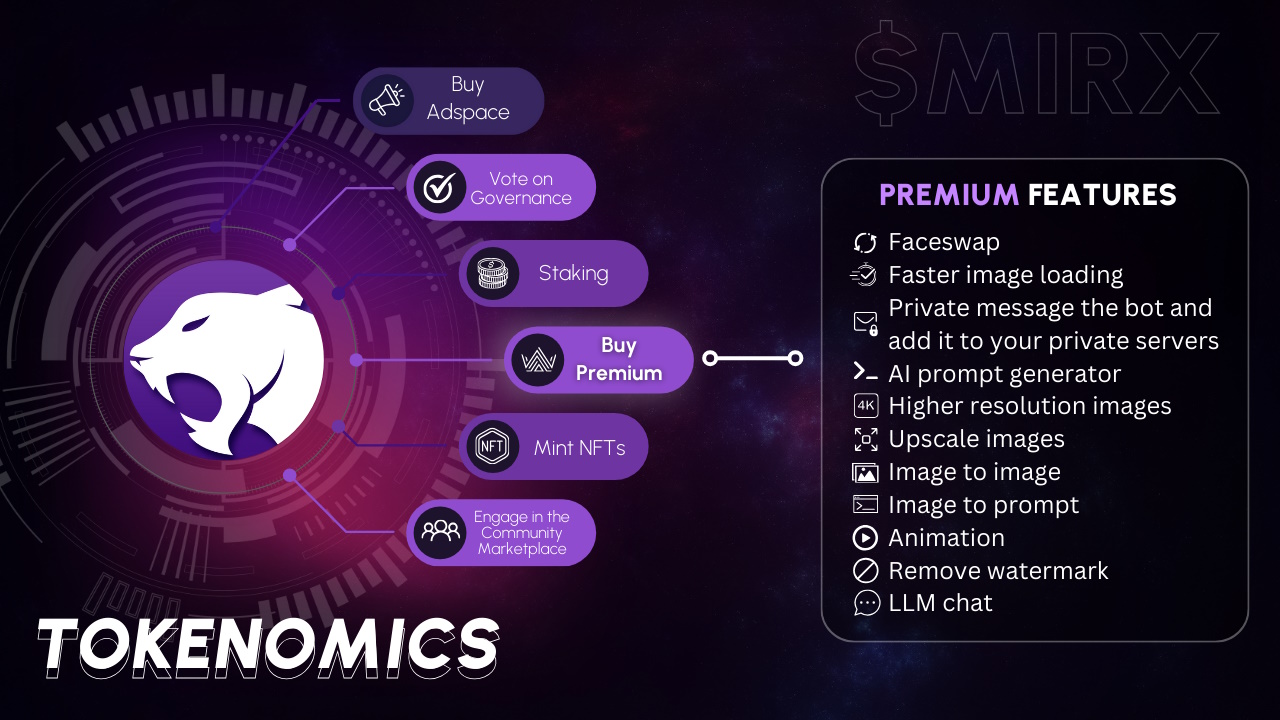 $MIRX
Buy
Adspace
Vote on
Governance
Staking
Buy
Premium
NFT
Mint NFTs
Engage in the
Community
Marketplace
PREMIUM FEATURES
Faceswap
Faster image loading
Private message the bot and
add it to your private servers
AI prompt generator
4K
Higher resolution images
Upscale images
Image to image
Image to prompt
Animation
Remove watermark
LLM chat
TOKENOMICS